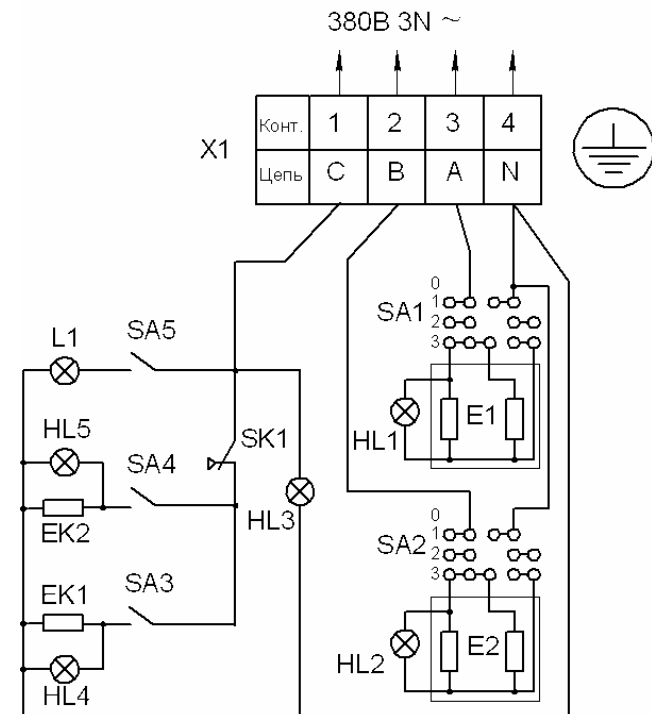 380В 3N ~
X1
Конт. 1 2 3 4
Цепь C B A N
SA1
0
1
2
3
L1
SA5
HL5
SA4
SK1
HL1
E1
EK2
HL3
EK1
SA3
HL4
SA2
0
1
2
3
HL2
E2